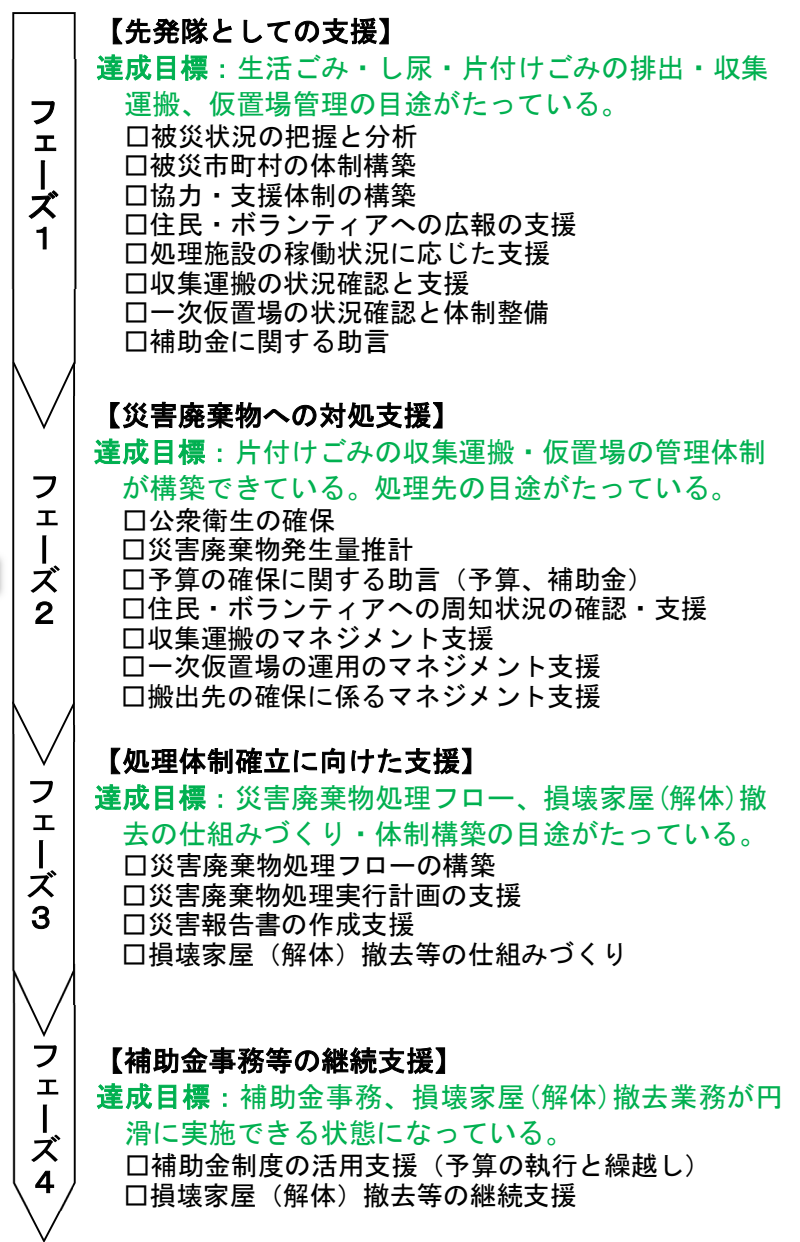 フェーズ1
【先発隊としての支援】
達成目標：生活ごみ・し尿・片付けごみの排出・収集
運搬、仮置場管理の目途がたっている。
□被災状況の把握と分析
□被災市町村の体制構築
□協力・支援体制の構築
□住民・ボランティアへの広報の支援
□処理施設の稼働状況に応じた支援
□収集運搬の状況確認と支援
□一次仮置場の状況確認と体制整備
□補助金に関する助言
フェーズ2
【災害廃棄物への対処支援】
達成目標：片付けごみの収集運搬・仮置場の管理体制
が構築できている。処理先の目途がたっている。
□公衆衛生の確保
□災害廃棄物発生量推計
□予算の確保に関する助言（予算、補助金）
□住民・ボランティアへの周知状況の確認・支援
□収集運搬のマネジメント支援
□一次仮置場の運用のマネジメント支援
□搬出先の確保に係るマネジメント支援
フェーズ3
【処理体制確立に向けた支援】
達成目標：災害廃棄物処理フロー、損壊家屋(解体)撤
去の仕組みづくり・体制構築の目途がたっている。
□災害廃棄物処理フローの構築
□災害廃棄物処理実行計画の支援
□災害報告書の作成支援
□損壊家屋（解体）撤去等の仕組みづくり
フェーズ4
【補助金事務等の継続支援】
達成目標：補助金事務、損壊家屋(解体)撤去業務が円
滑に実施できる状態になっている。
□補助金制度の活用支援（予算の執行と繰越し）
□損壊家屋（解体）撤去等の継続支援